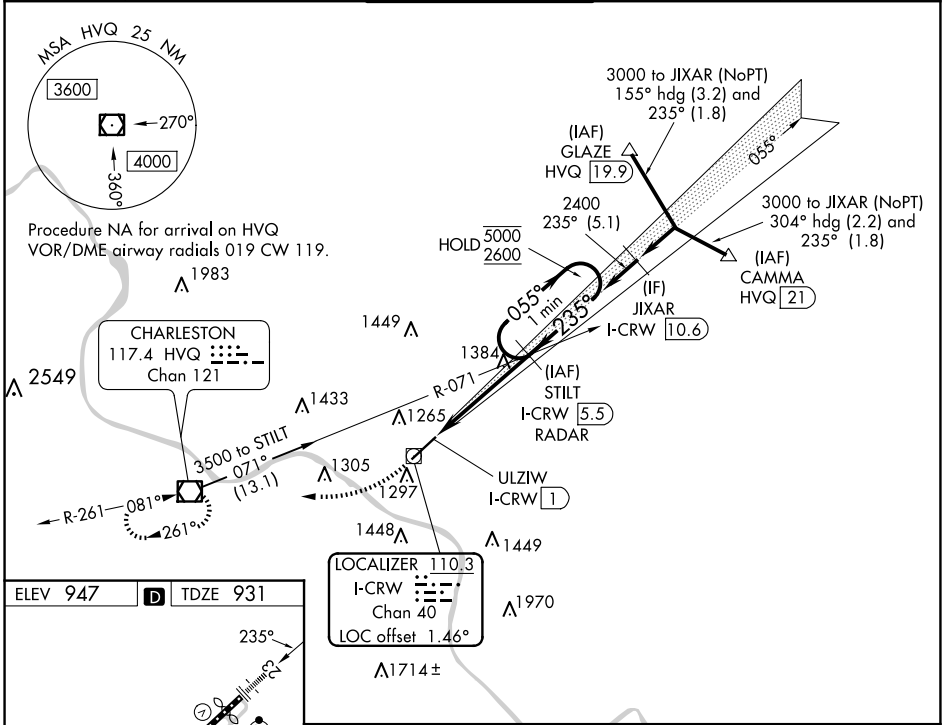 MSA HVQ 25 NM
3600
270°
4000
360°
Procedure NA for arrival on HVQ
VOR/DME airway radials 019 CW 119.
1983
3000 to JIXAR (NoPT)
155° hdg (3.2) and
235° (1.8)
(IAF)
GLAZE
HVQ 19.9
055°
3000 to JIXAR (NoPT)
304° hdg (2.2) and
235° (1.8)
(IAF)
CAMMA
HVQ 21
2400
235° (5.1)
HOLD 5000
2600
055°
1 min
235°
(IF)
JIXAR
I-CRW 10.6
1449
1384
(IAF)
STILT
I-CRW 5.5
RADAR
CHARLESTON
117.4 HVQ
Chan 121
2549
1433
1265
R-071
3500 to STILT
071°
(13.1)
1305
1297
ULZIW
I-CRW 1
R-261
081°
261°
1448
1449
LOCALIZER 110.3
I-CRW
Chan 40
LOC offset 1.46°
1970
1714 ±
ELEV 947
D
TDZE 931
235°
23
V